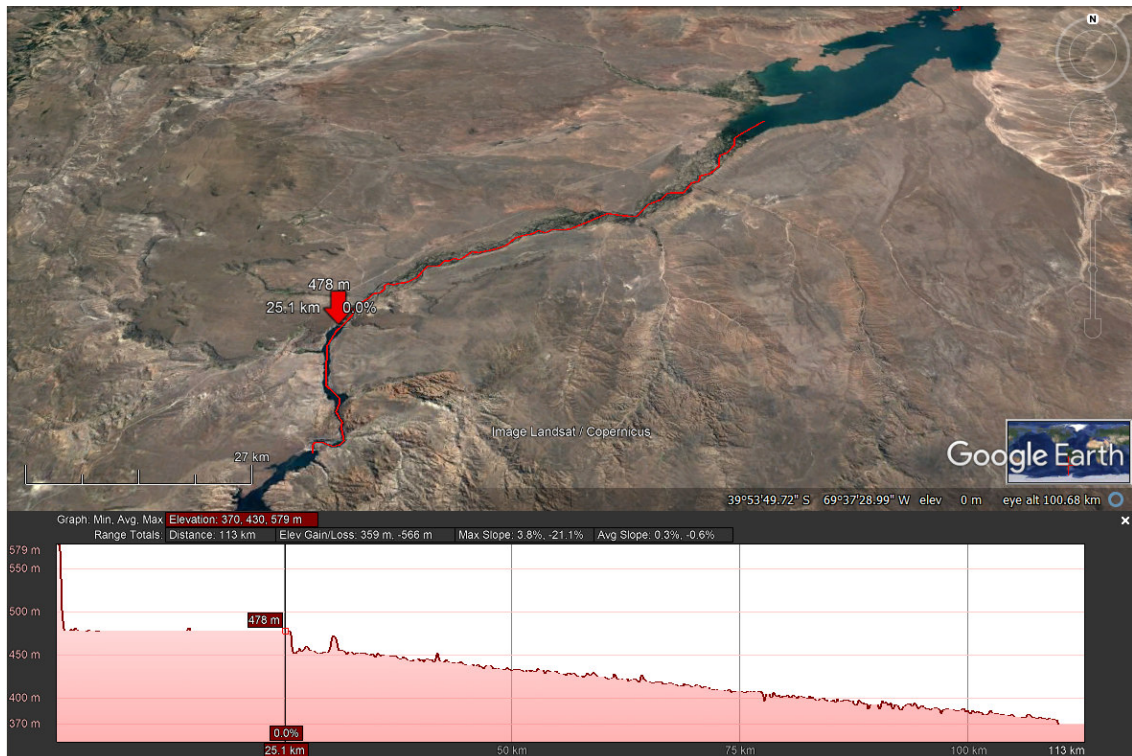 N
478 m
25.1 km 0.0%
Image Landsat / Copernicus
27 km
Google Earth
39°53'49.72" S 69°37'28.99" W elev 0 m eye alt 100.68 km
Graph: Min, Avg, Max Elevation: 370, 430, 579 m
Range Totals: Distance: 113 km Elev Gain/Loss: 359 m, -566 m Max Slope: 3.8%, -21.1% Avg Slope: 0.3%, -0.6%
579 m
550 m
500 m
478 m
450 m
400 m
370 m
0.0%
25.1 km 50 km 75 km 100 km 113 km